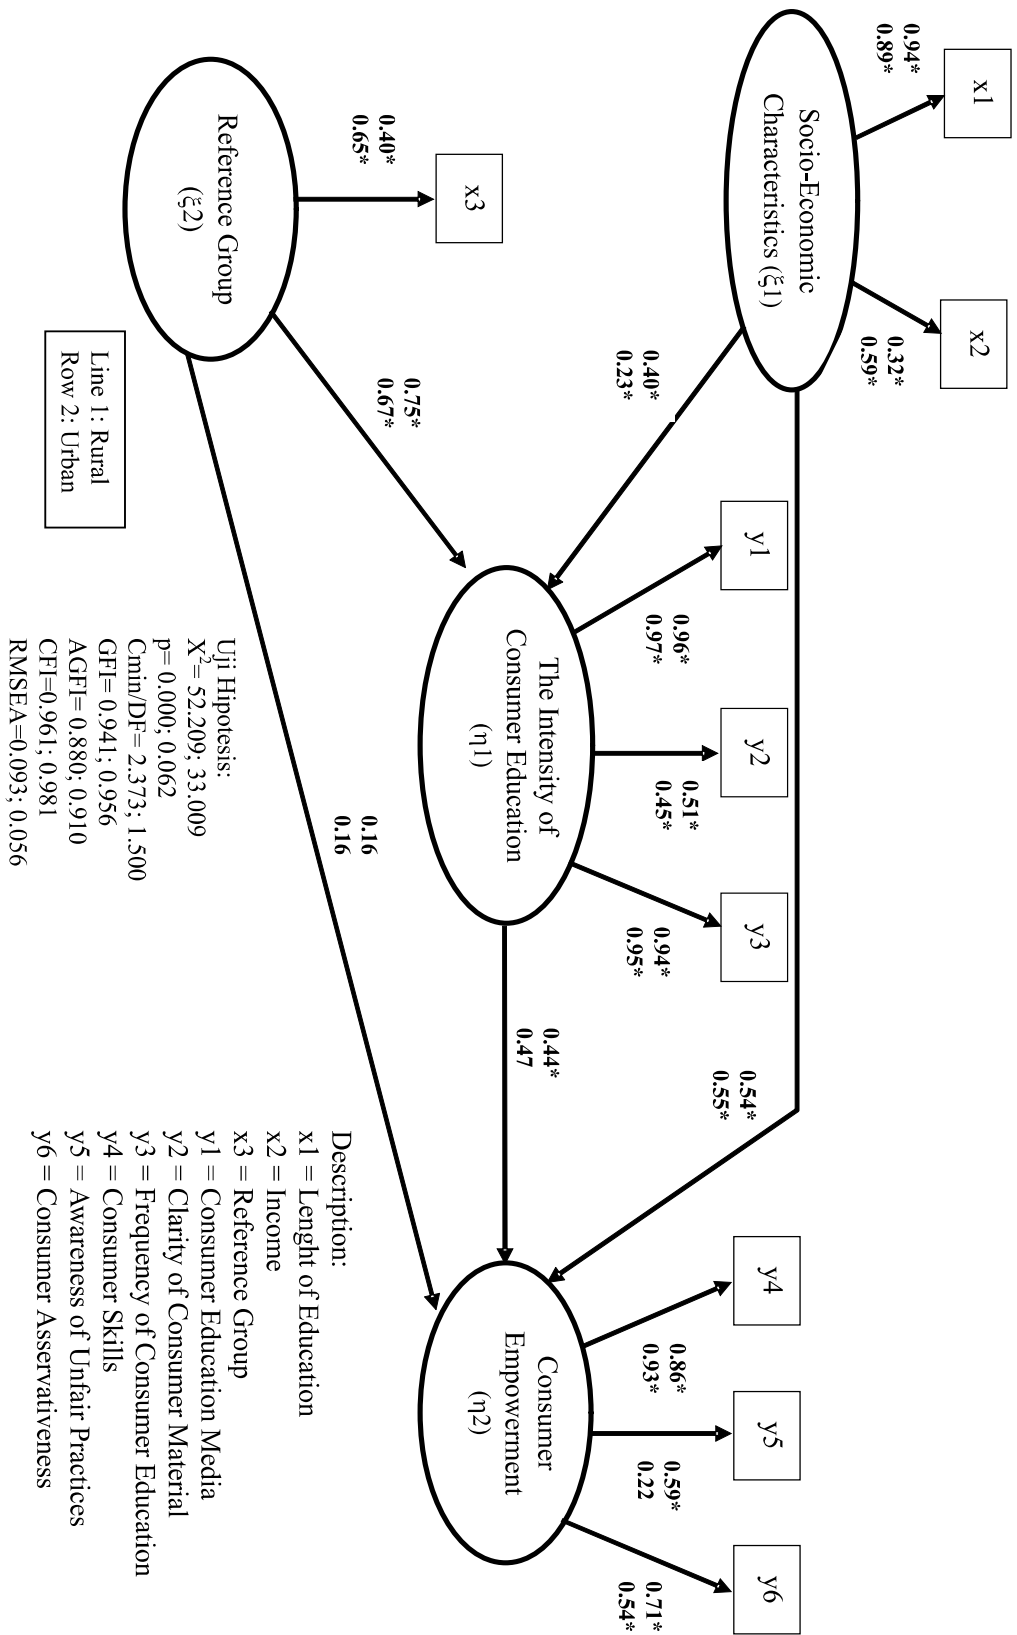 x1
x2
0.94*
0.89*
0.32*
0.59*
Socio-Economic
Characteristics (ξ1)
y1
y2
y3
0.96*
0.97*
0.51*
0.45*
0.94*
0.95*
y4
y5
y6
0.86*
0.93*
0.59*
0.22
0.71*
0.54*
0.54*
0.55*
0.40*
0.23*
x3
0.40*
0.65*
The Intensity of
Consumer Education
(η1)
0.44*
0.47
Consumer
Empowerment
(η2)
0.75*
0.67*
Reference Group
(ξ2)
0.16
0.16
Line 1: Rural
Row 2: Urban
Uji Hipotesis:
X²= 52.209; 33.009
p= 0.000; 0.062
Cmin/DF= 2.373; 1.500
GFI= 0.941; 0.956
AGFI= 0.880; 0.910
CFI=0.961; 0.981
RMSEA=0.093; 0.056
Description:
x1 = Lenght of Education
x2 = Income
x3 = Reference Group
y1 = Consumer Education Media
y2 = Clarity of Consumer Material
y3 = Frequency of Consumer Education
y4 = Consumer Skills
y5 = Awareness of Unfair Practices
y6 = Consumer Asservativeness